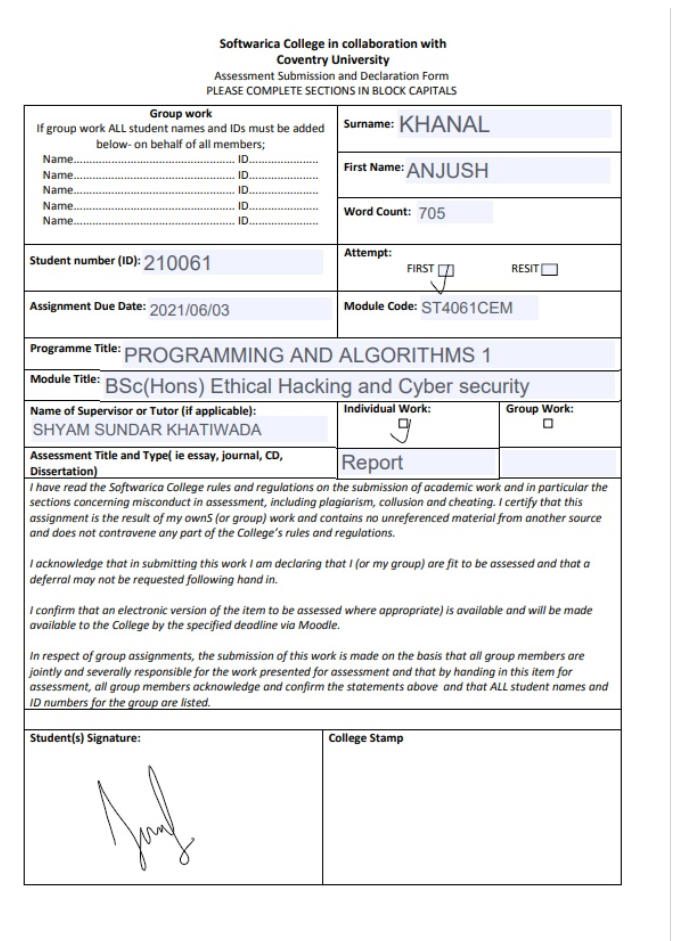 Softwarica College in collaboration with
Coventry University
Assessment Submission and Declaration Form
PLEASE COMPLETE SECTIONS IN BLOCK CAPITALS
Group work
If group work ALL student names and IDs must be added
below- on behalf of all members;
Name.................................................... ID......................
Name.................................................... ID......................
Name.................................................... ID......................
Name.................................................... ID......................
Name.................................................... ID......................
Surname: KHANAL
First Name: ANJUSH
Word Count: 705
Student number (ID): 210061
Attempt:
FIRST RESIT
Assignment Due Date: 2021/06/03
Module Code: ST4061CEM
Programme Title: PROGRAMMING AND ALGORITHMS 1
Module Title: BSc(Hons) Ethical Hacking and Cyber security
Name of Supervisor or Tutor (if applicable):
SHYAM SUNDAR KHATIWADA
Individual Work:
Group Work:
Assessment Title and Type( ie essay, journal, CD,
Dissertation)
Report
I have read the Softwarica College rules and regulations on the submission of academic work and in particular the
sections concerning misconduct in assessment, including plagiarism, collusion and cheating. I certify that this
assignment is the result of my ownS (or group) work and contains no unreferenced material from another source
and does not contravene any part of the College's rules and regulations.
I acknowledge that in submitting this work I am declaring that I (or my group) are fit to be assessed and that a
deferral may not be requested following hand in.
I confirm that an electronic version of the item to be assessed where appropriate) is available and will be made
available to the College by the specified deadline via Moodle.
In respect of group assignments, the submission of this work is made on the basis that all group members are
jointly and severally responsible for the work presented for assessment and that by handing in this item for
assessment, all group members acknowledge and confirm the statements above and that ALL student names and
ID numbers for the group are listed.
Student(s) Signature:
College Stamp